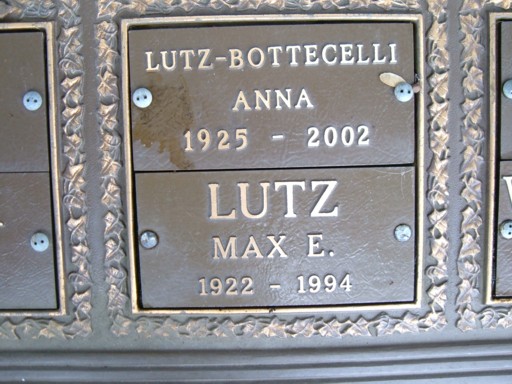 LUTZ-BOTTECELLI
ANNA
1925 - 2002
LUTZ
MAX E.
1922 - 1994